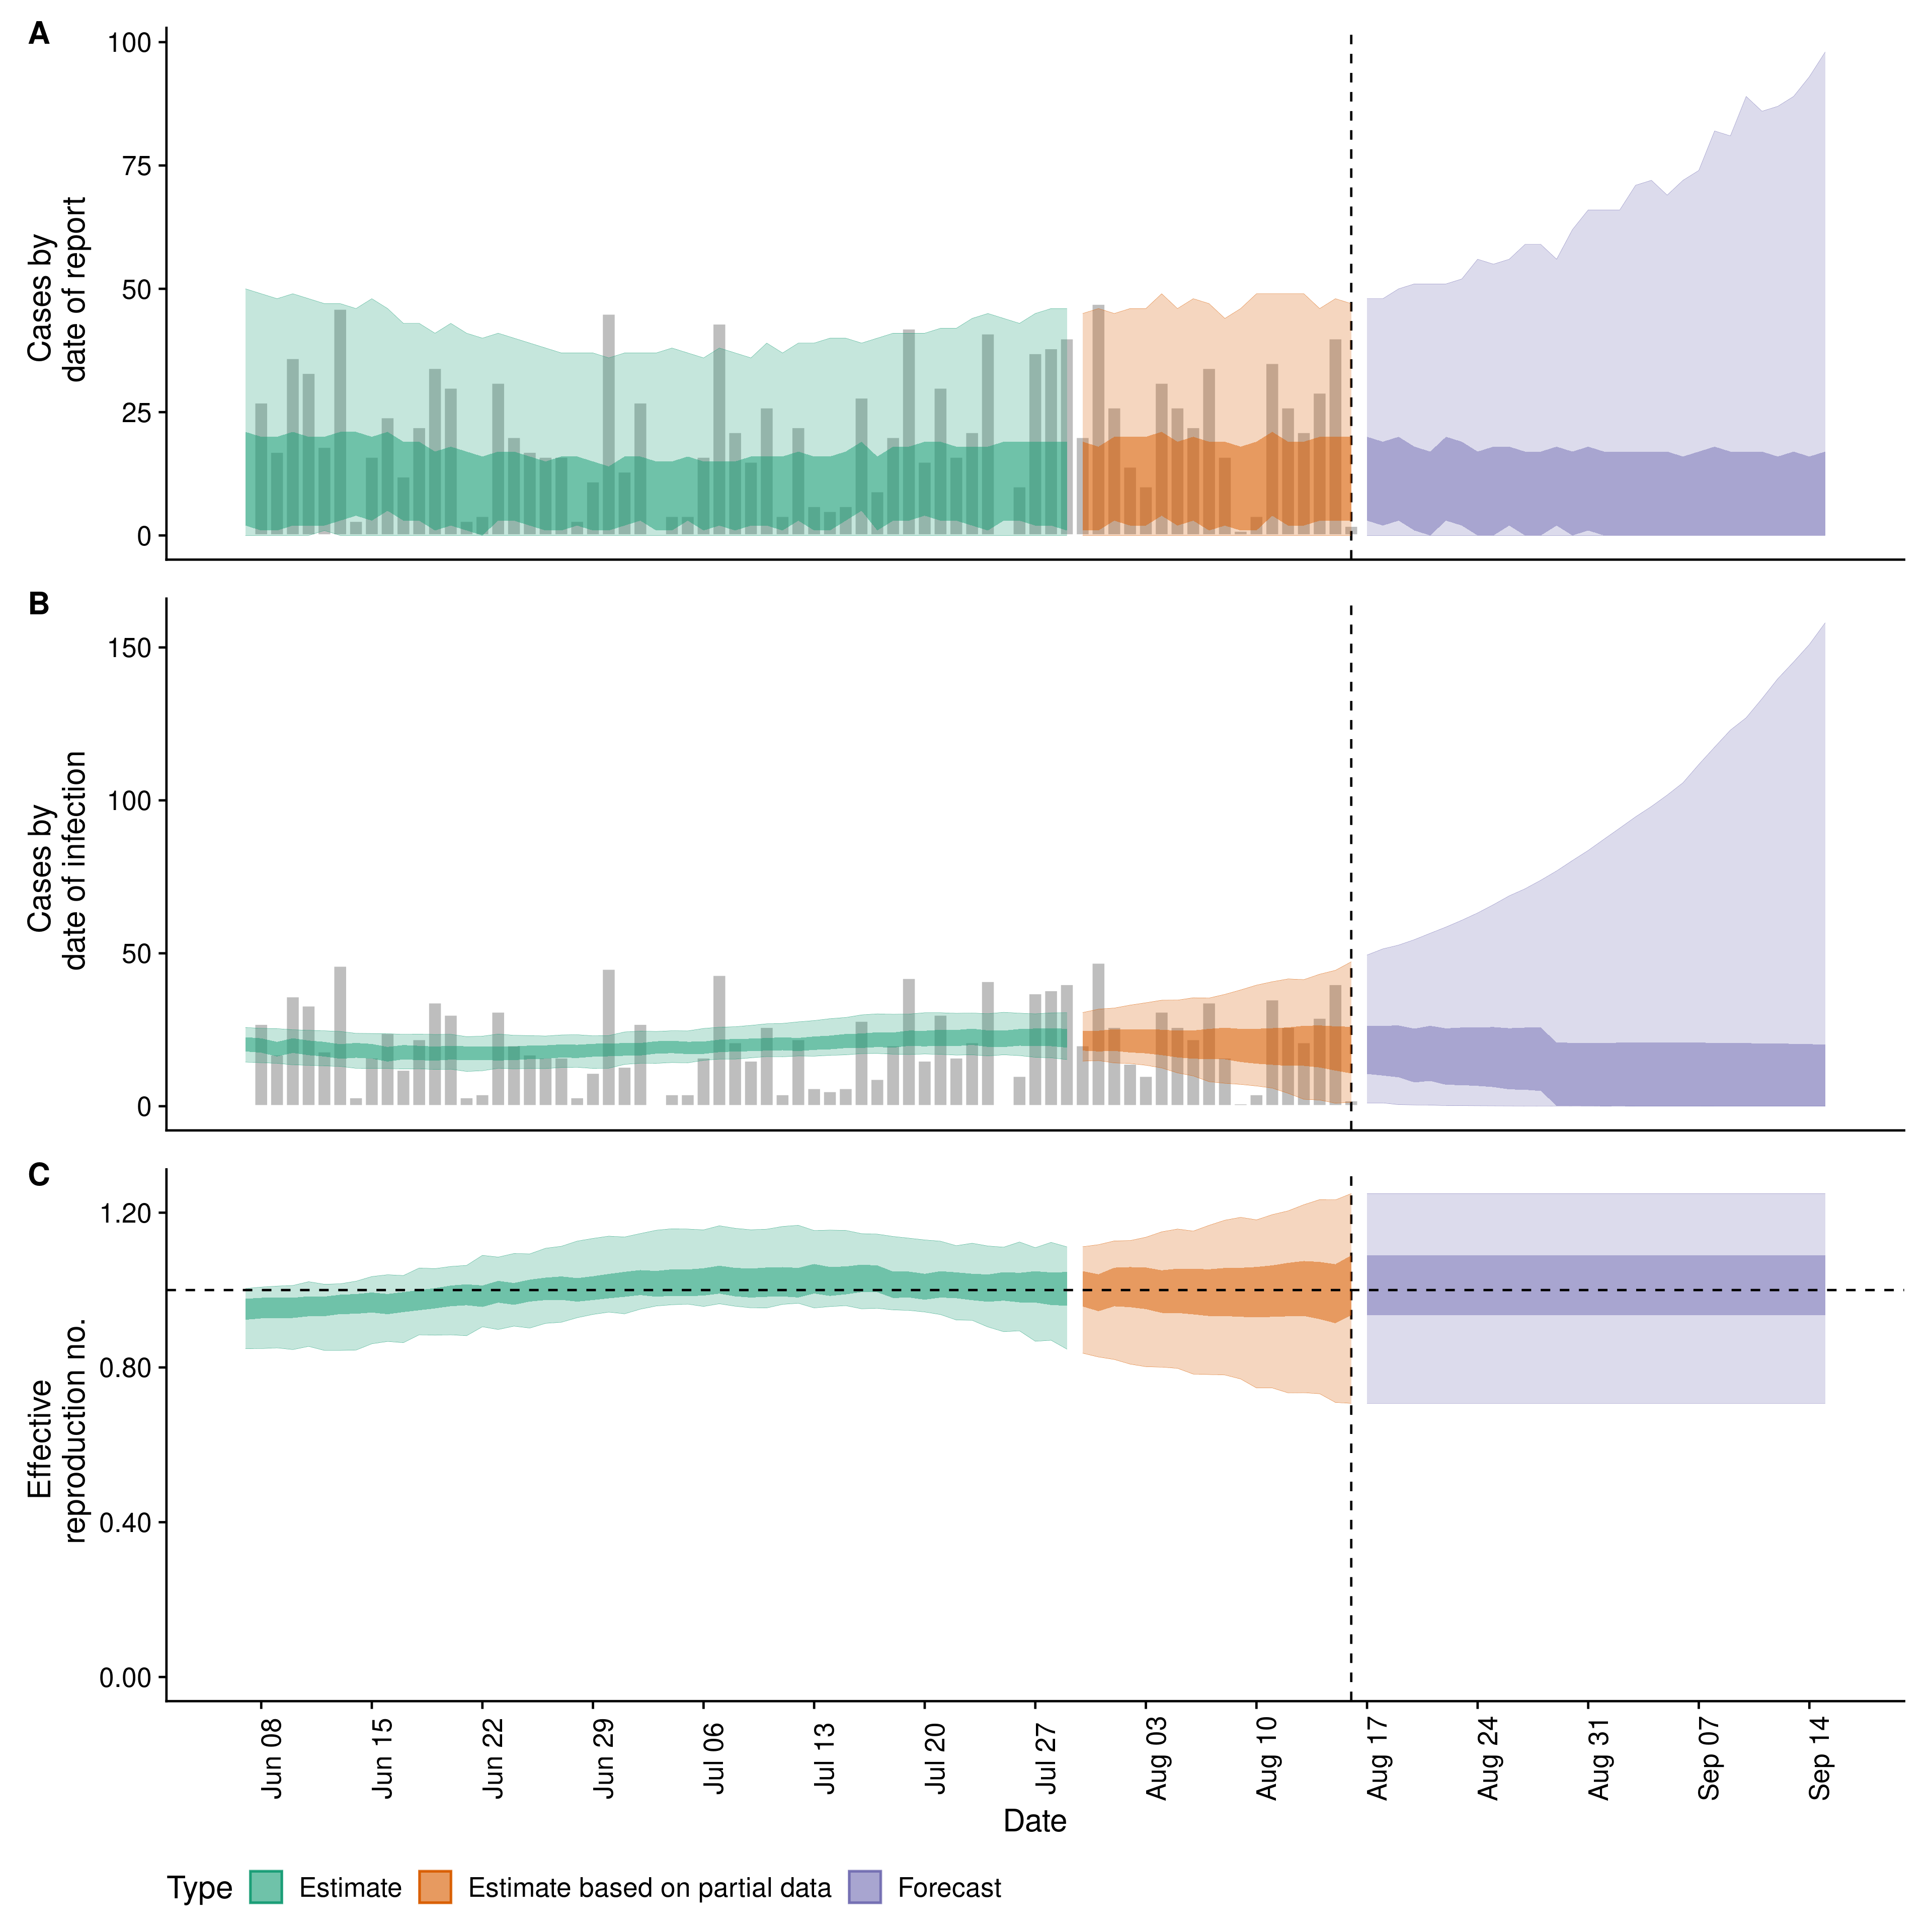 A
100
75
50
25
0
Cases by
date of report
B
150
100
50
0
Cases by
date of infection
C
1.20
0.80
0.40
0.00
Effective
reproduction no.
Jun 08
Jun 15
Jun 22
Jun 29
Jul 06
Jul 13
Jul 20
Jul 27
Aug 03
Aug 10
Aug 17
Aug 24
Aug 31
Sep 07
Sep 14
Date
Type Estimate Estimate based on partial data Forecast